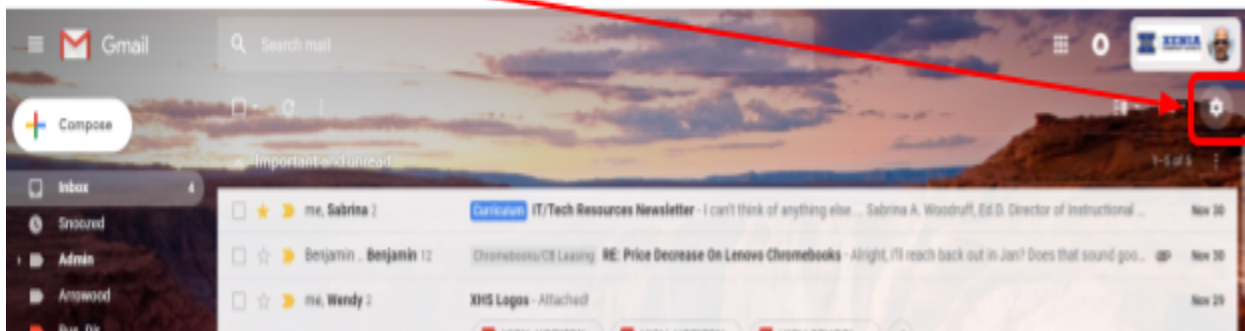 Gmail
Search mail
XENIA
Compose
Important and unread
1-5 of 5
Inbox 4
me, Sabrina 2 Curriculum IT/Tech Resources Newsletter - I can't think of anything else ... Sabrina A. Woodruff, Ed.D. Director of Instructional ... Nov 30
Snoozed
Benjamin .. Benjamin 12 Chromebooks/CB Leasing RE: Price Decrease On Lenovo Chromebooks - Alright, I'll reach back out in Jan? Does that sound goo... Nov 30
Admin
Arrowood
me, Wendy 2 XHS Logos - Attached! Nov 29